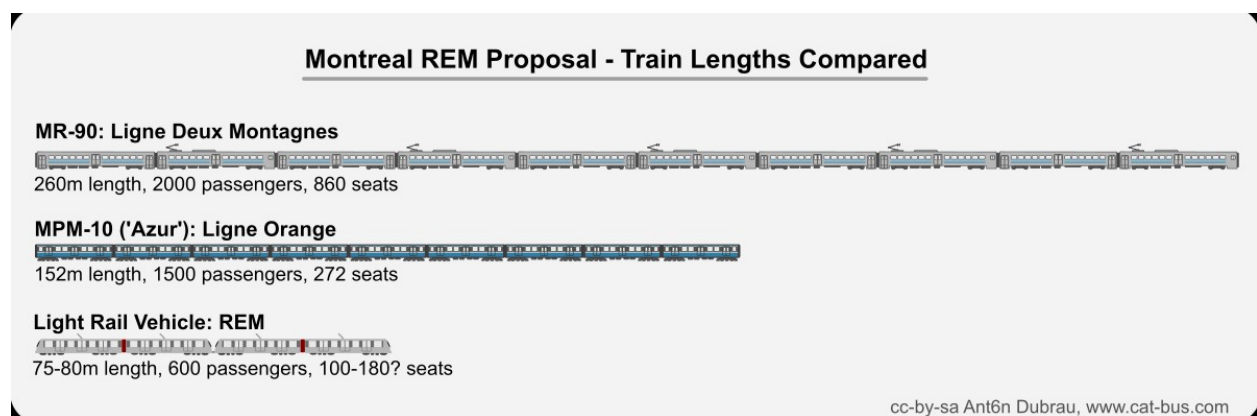 Montreal REM Proposal - Train Lengths Compared
MR-90: Ligne Deux Montagnes
260m length, 2000 passengers, 860 seats
MPM-10 ('Azur'): Ligne Orange
152m length, 1500 passengers, 272 seats
Light Rail Vehicle: REM
75-80m length, 600 passengers, 100-180? seats
cc-by-sa Ant6n Dubrau, www.cat-bus.com